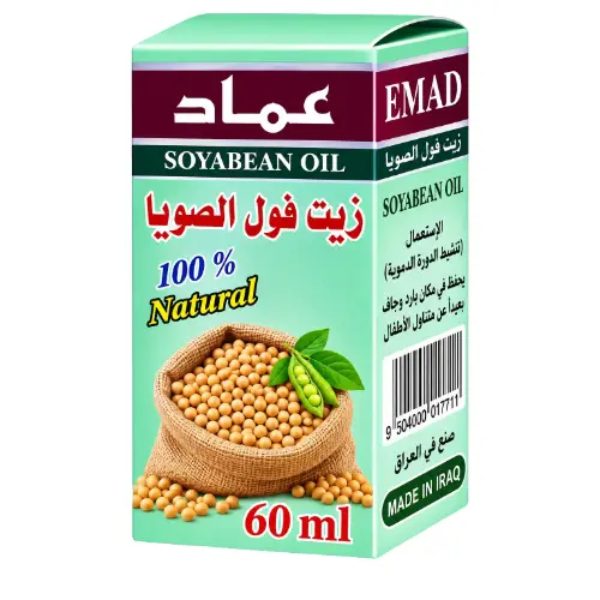 عماد
SOYABEAN OIL
زيت فول الصويا
100 %
Natural
60 ml
EMAD
زيت فول الصويا
SOYABEAN OIL
الإستعمال
(تنشيط الدورة الدموية)
يحفظ في مكان بارد وجاف
بعيداً عن متناول الأطفال
9 504000 017711
صنع في العراق
MADE IN IRAQ